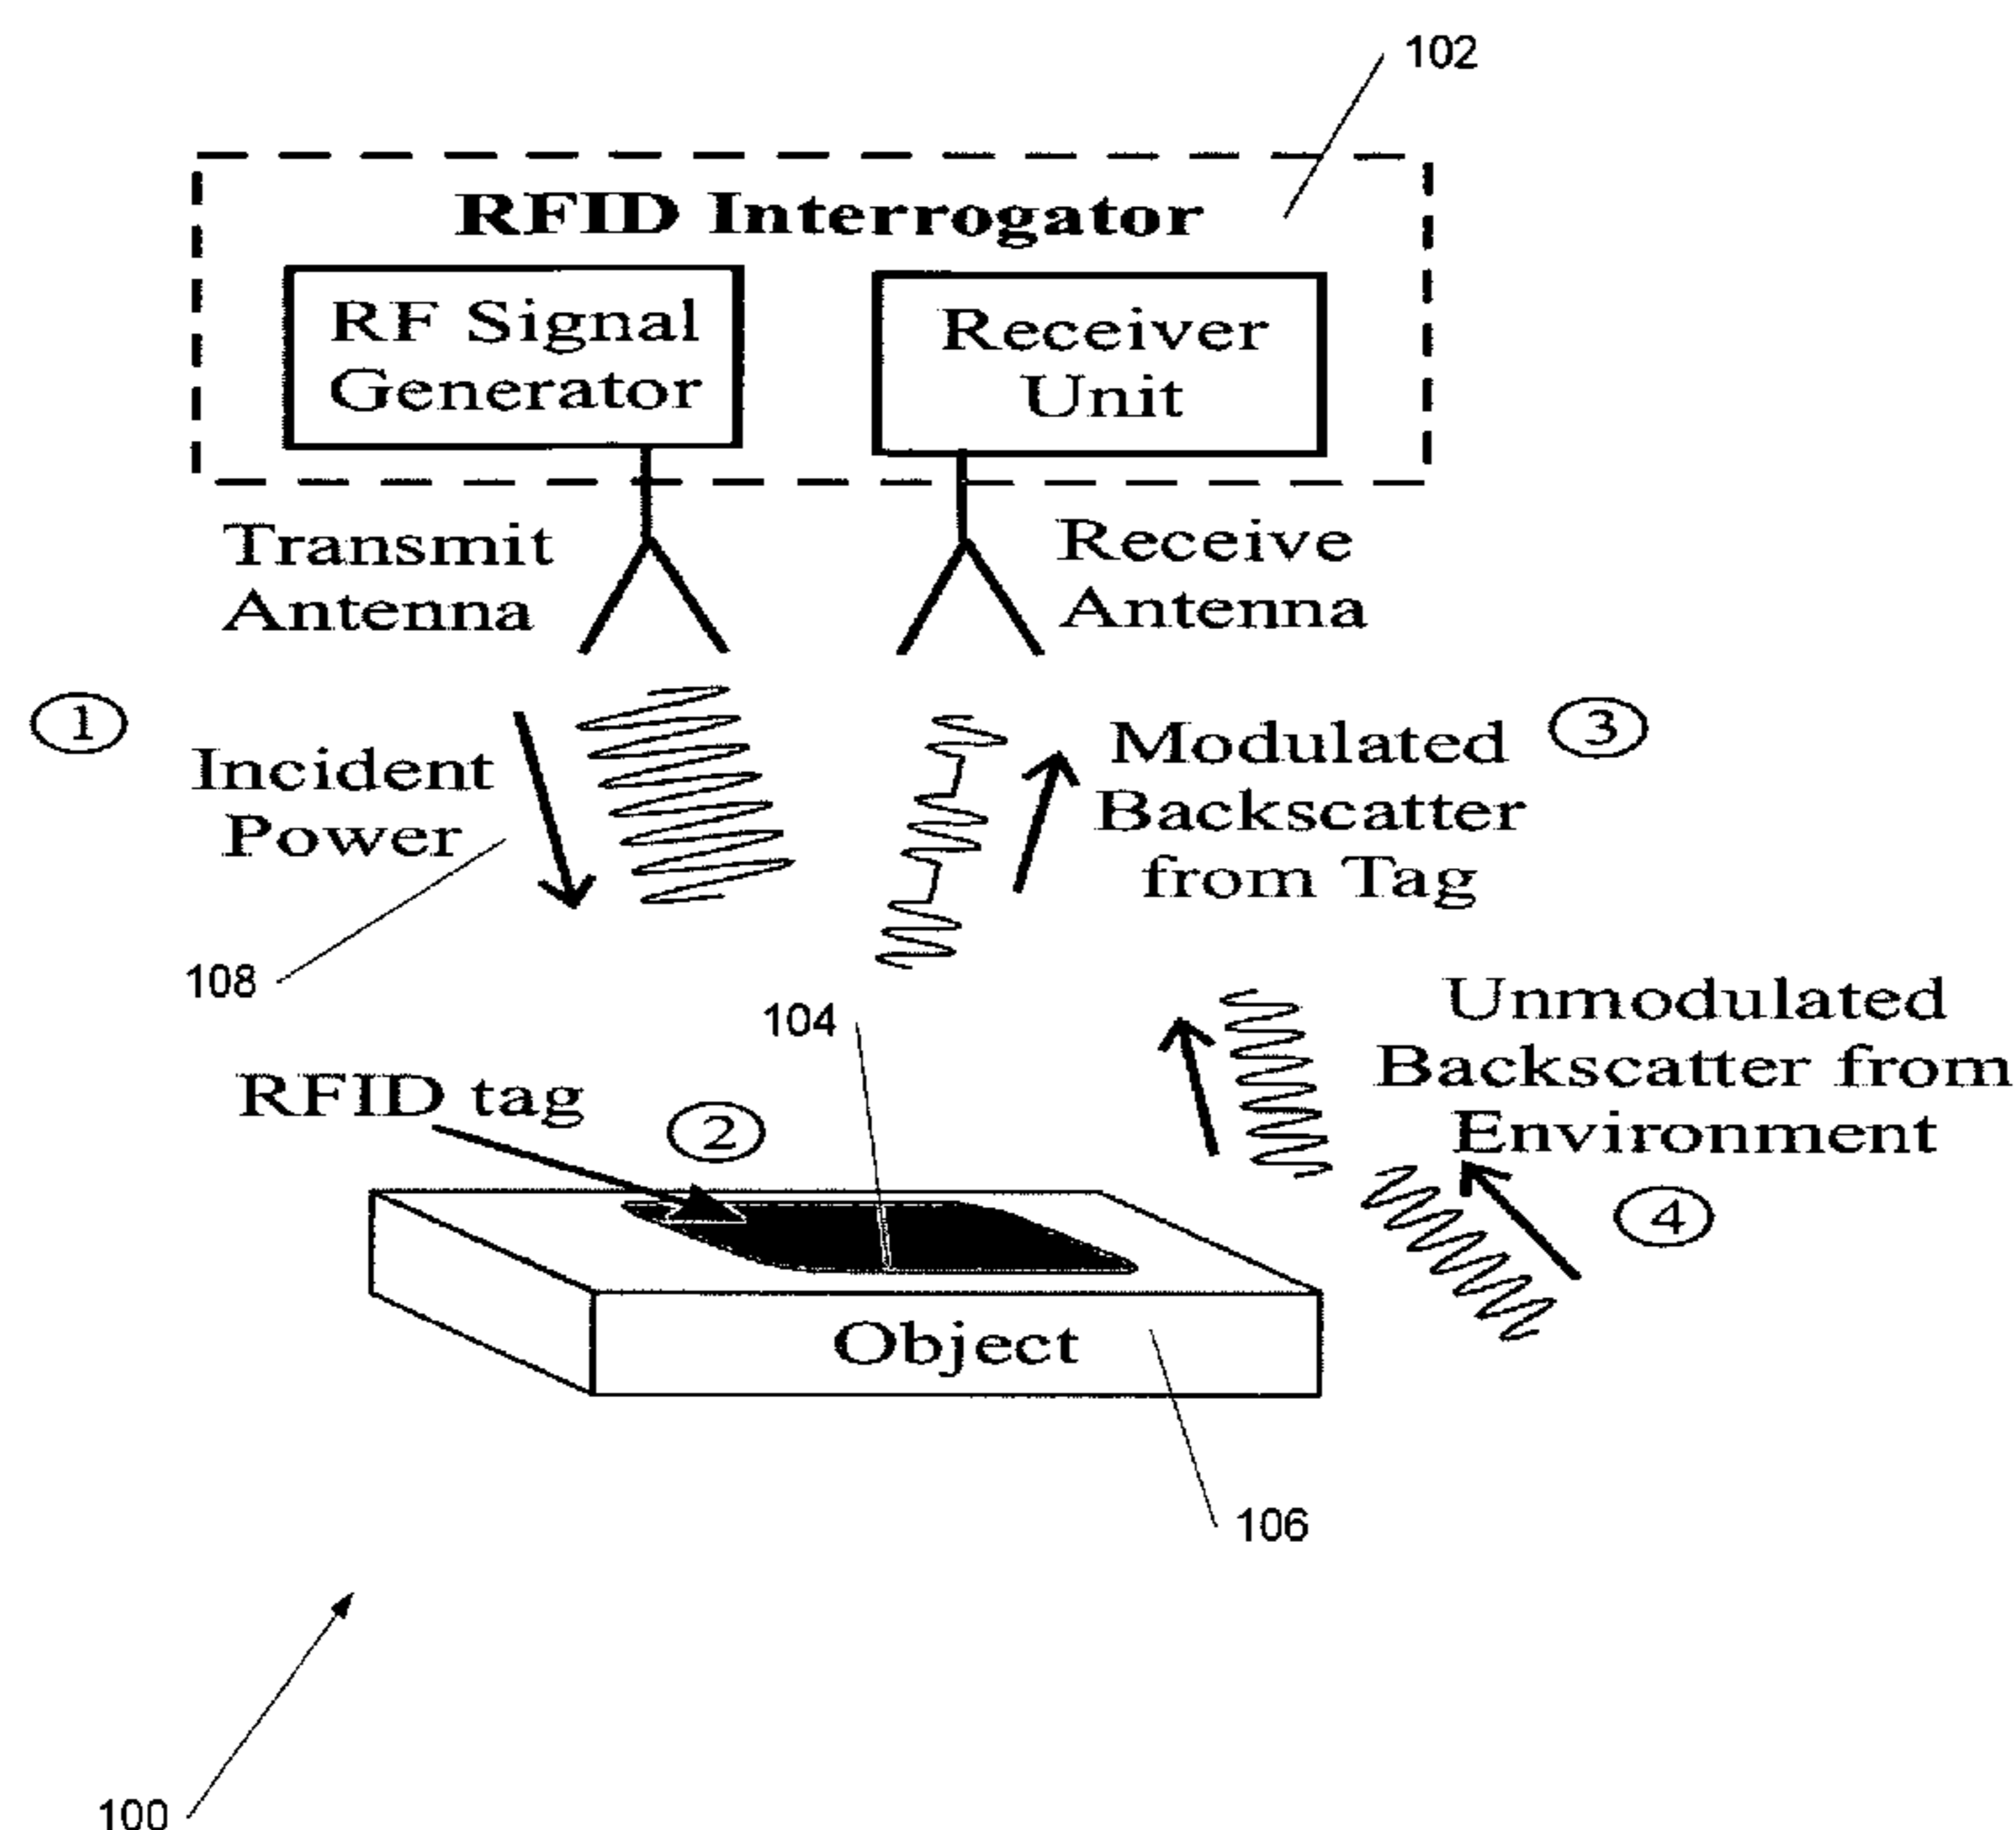 102
RFID Interrogator
RF Signal
Generator
Receiver
Unit
Transmit
Antenna
Receive
Antenna
1
Incident
Power
Modulated
Backscatter
from Tag
3
108
104
Unmodulated
Backscatter from
Environment
4
RFID tag
2
Object
106
100